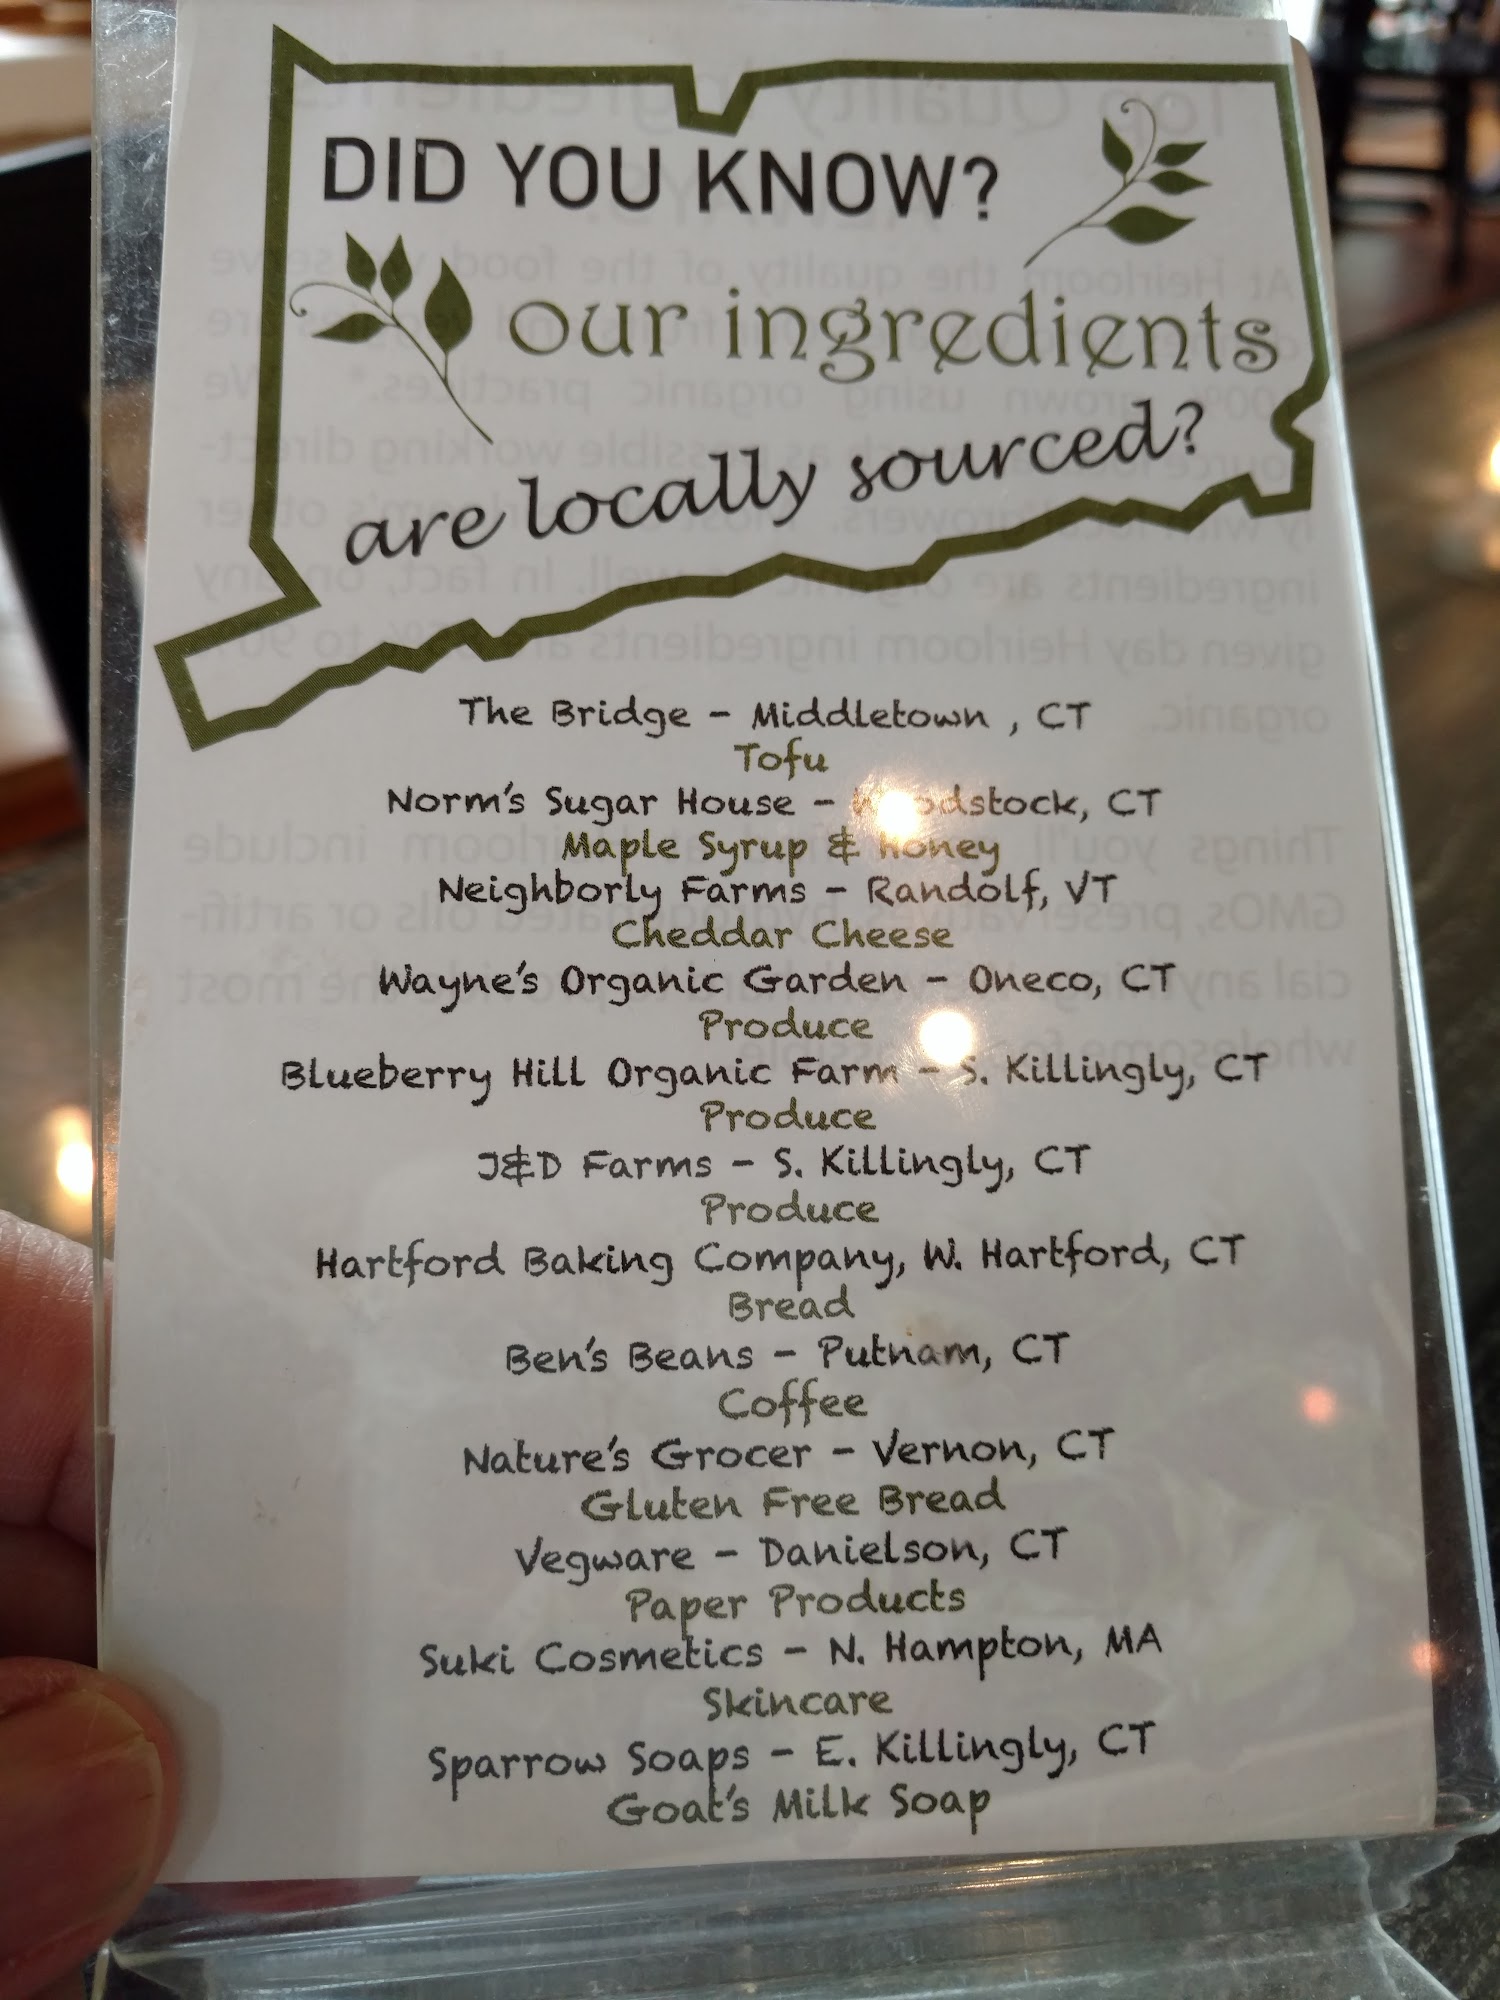 DID YOU KNOW?
our ingredients
are locally sourced?
The Bridge - Middletown , CT
Tofu
Norm's Sugar House - Woodstock, CT
Maple Syrup & Honey
Neighborly Farms - Randolf, VT
Cheddar Cheese
Wayne's Organic Garden - Oneco, CT
Produce
Blueberry Hill Organic Farm - S. Killingly, CT
Produce
J&D Farms - S. Killingly, CT
Produce
Hartford Baking Company, W. Hartford, CT
Bread
Ben's Beans - Putnam, CT
Coffee
Nature's Grocer - Vernon, CT
Gluten Free Bread
Vegware - Danielson, CT
Paper Products
Suki Cosmetics - N. Hampton, MA
Skincare
Sparrow Soaps - E. Killingly, CT
Goat's Milk Soap